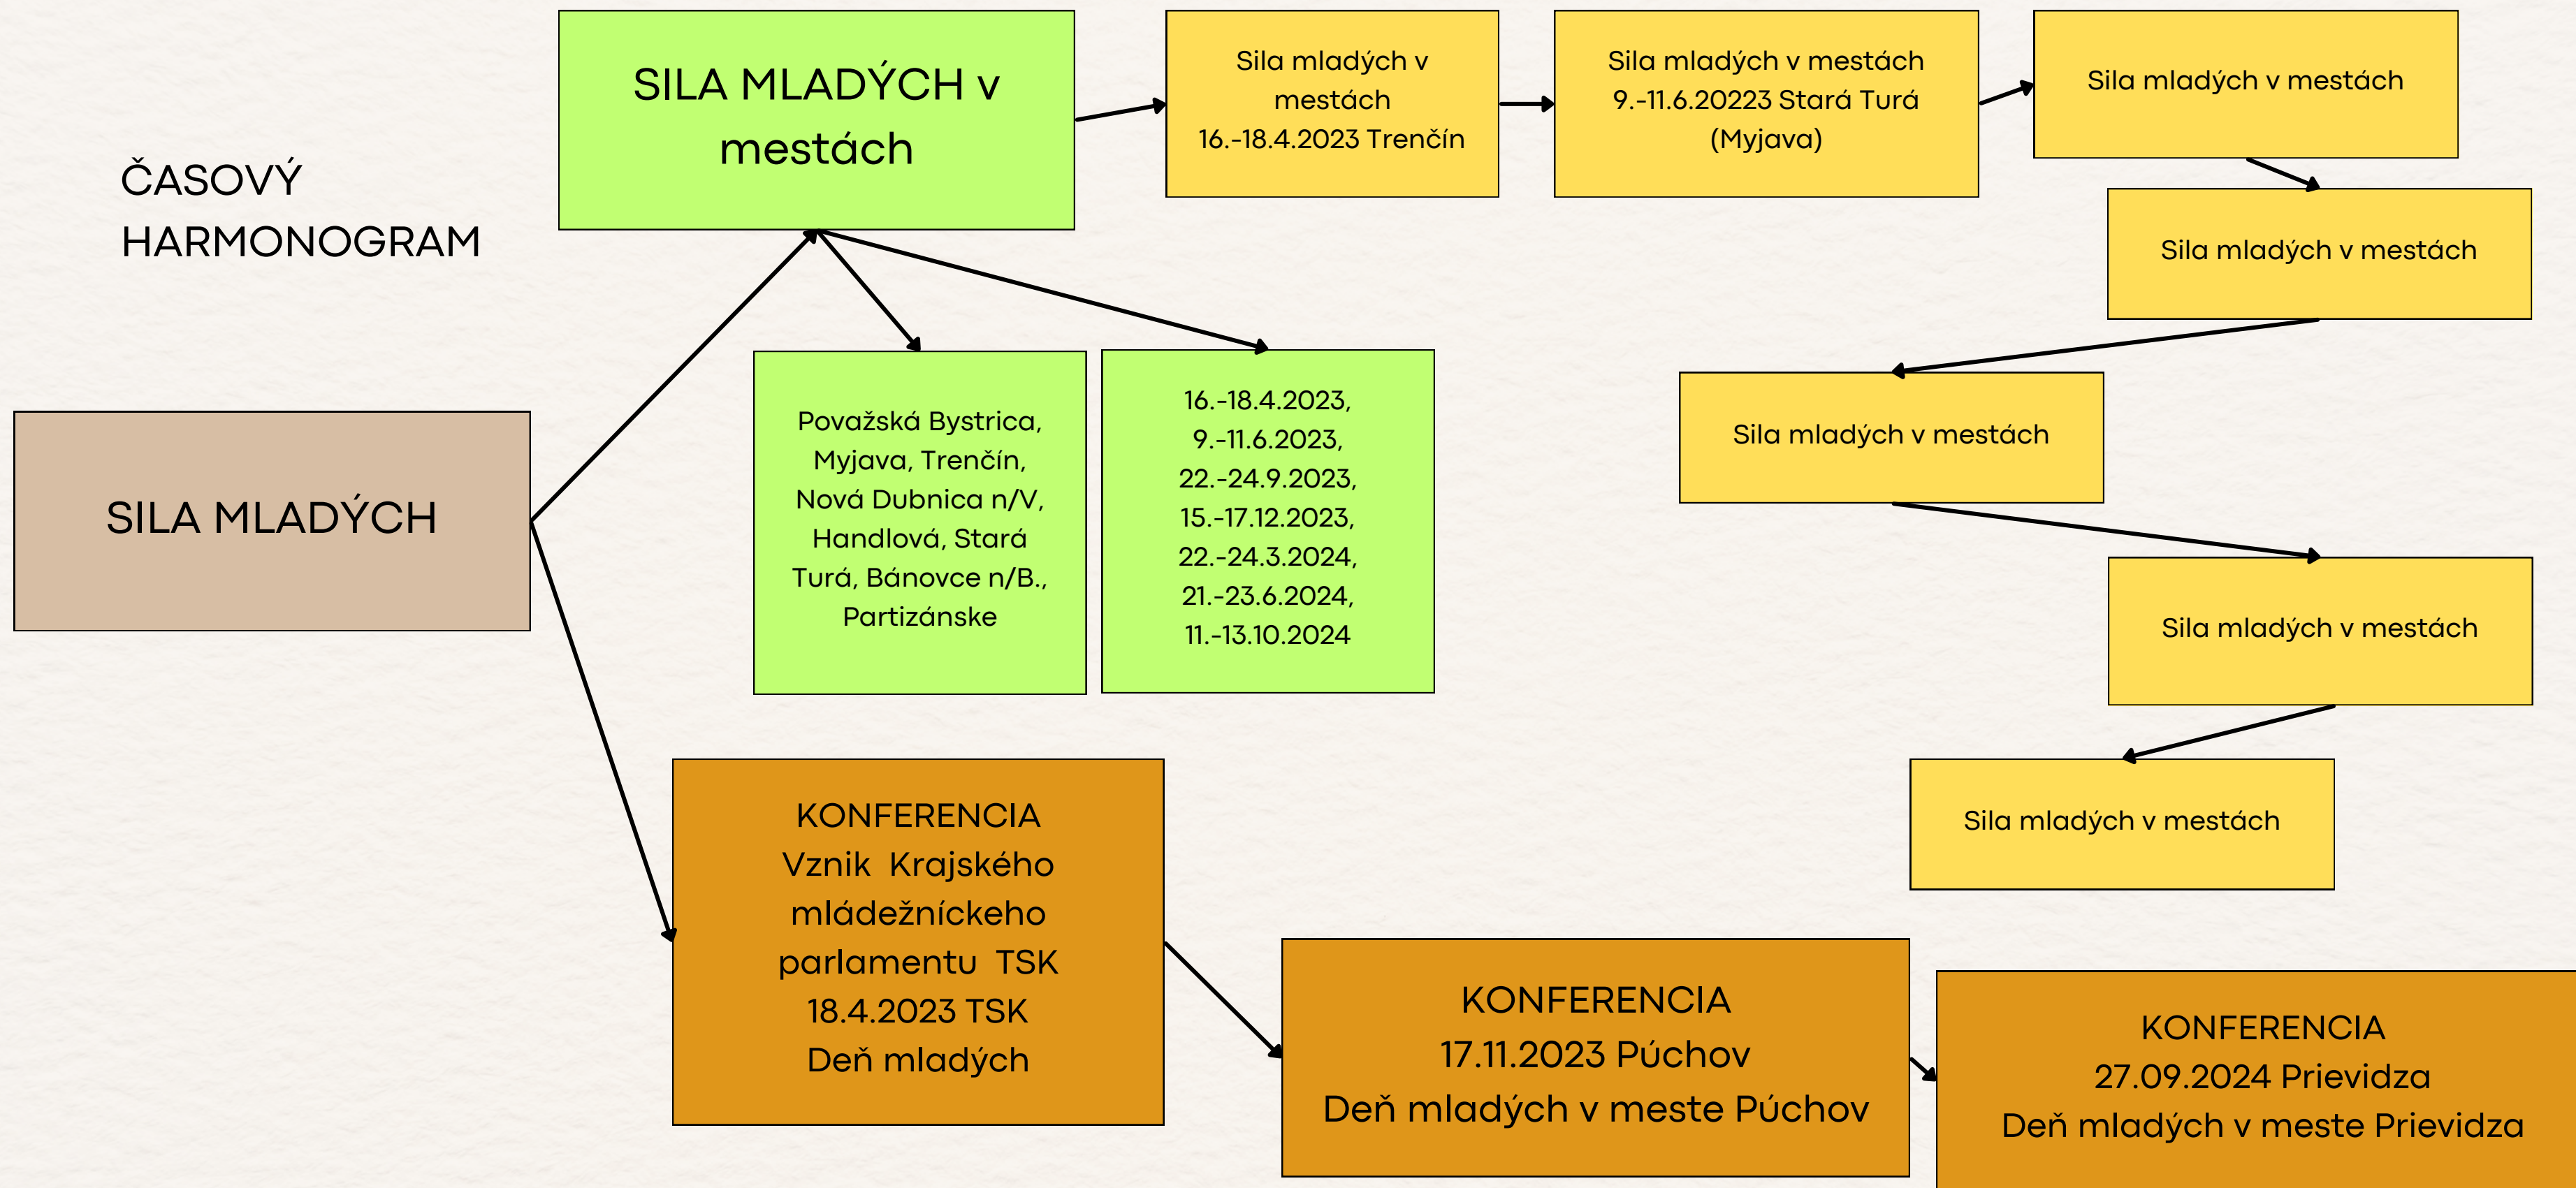 ČASOVÝ
HARMONOGRAM
SILA MLADÝCH
SILA MLADÝCH v
mestách
Sila mladých v
mestách
16.-18.4.2023 Trenčín
Sila mladých v mestách
9.-11.6.20223 Stará Turá
(Myjava)
Sila mladých v mestách
Sila mladých v mestách
Sila mladých v mestách
Sila mladých v mestách
Sila mladých v mestách
Považská Bystrica,
Myjava, Trenčín,
Nová Dubnica n/V,
Handlová, Stará
Turá, Bánovce n/B.,
Partizánske
16.-18.4.2023,
9.-11.6.2023,
22.-24.9.2023,
15.-17.12.2023,
22.-24.3.2024,
21.-23.6.2024,
11.-13.10.2024
KONFERENCIA
Vznik Krajského
mládežníckeho
parlamentu TSK
18.4.2023 TSK
Deň mladých
KONFERENCIA
17.11.2023 Púchov
Deň mladých v meste Púchov
KONFERENCIA
27.09.2024 Prievidza
Deň mladých v meste Prievidza